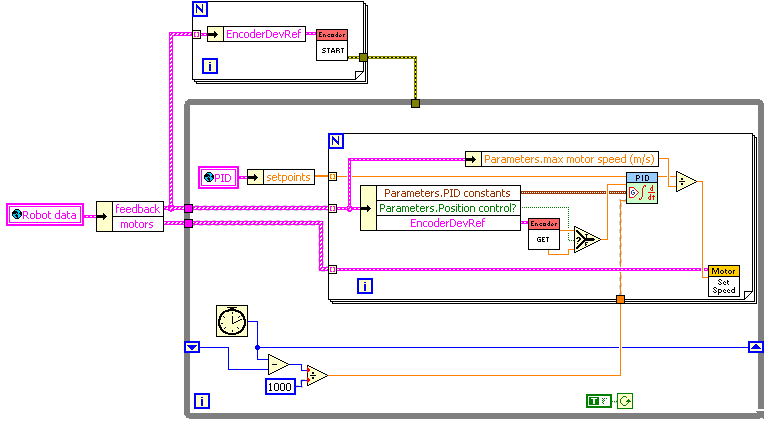 N
EncoderDevRef
Encoder
START
i
N
PID
setpoints
Parameters.max motor speed (m/s)
PID
Parameters.PID constants
Parameters.Position control?
EncoderDevRef
Encoder
GET
?
Robot data
feedback
motors
Motor
Set
Speed
i
1000
i
T F